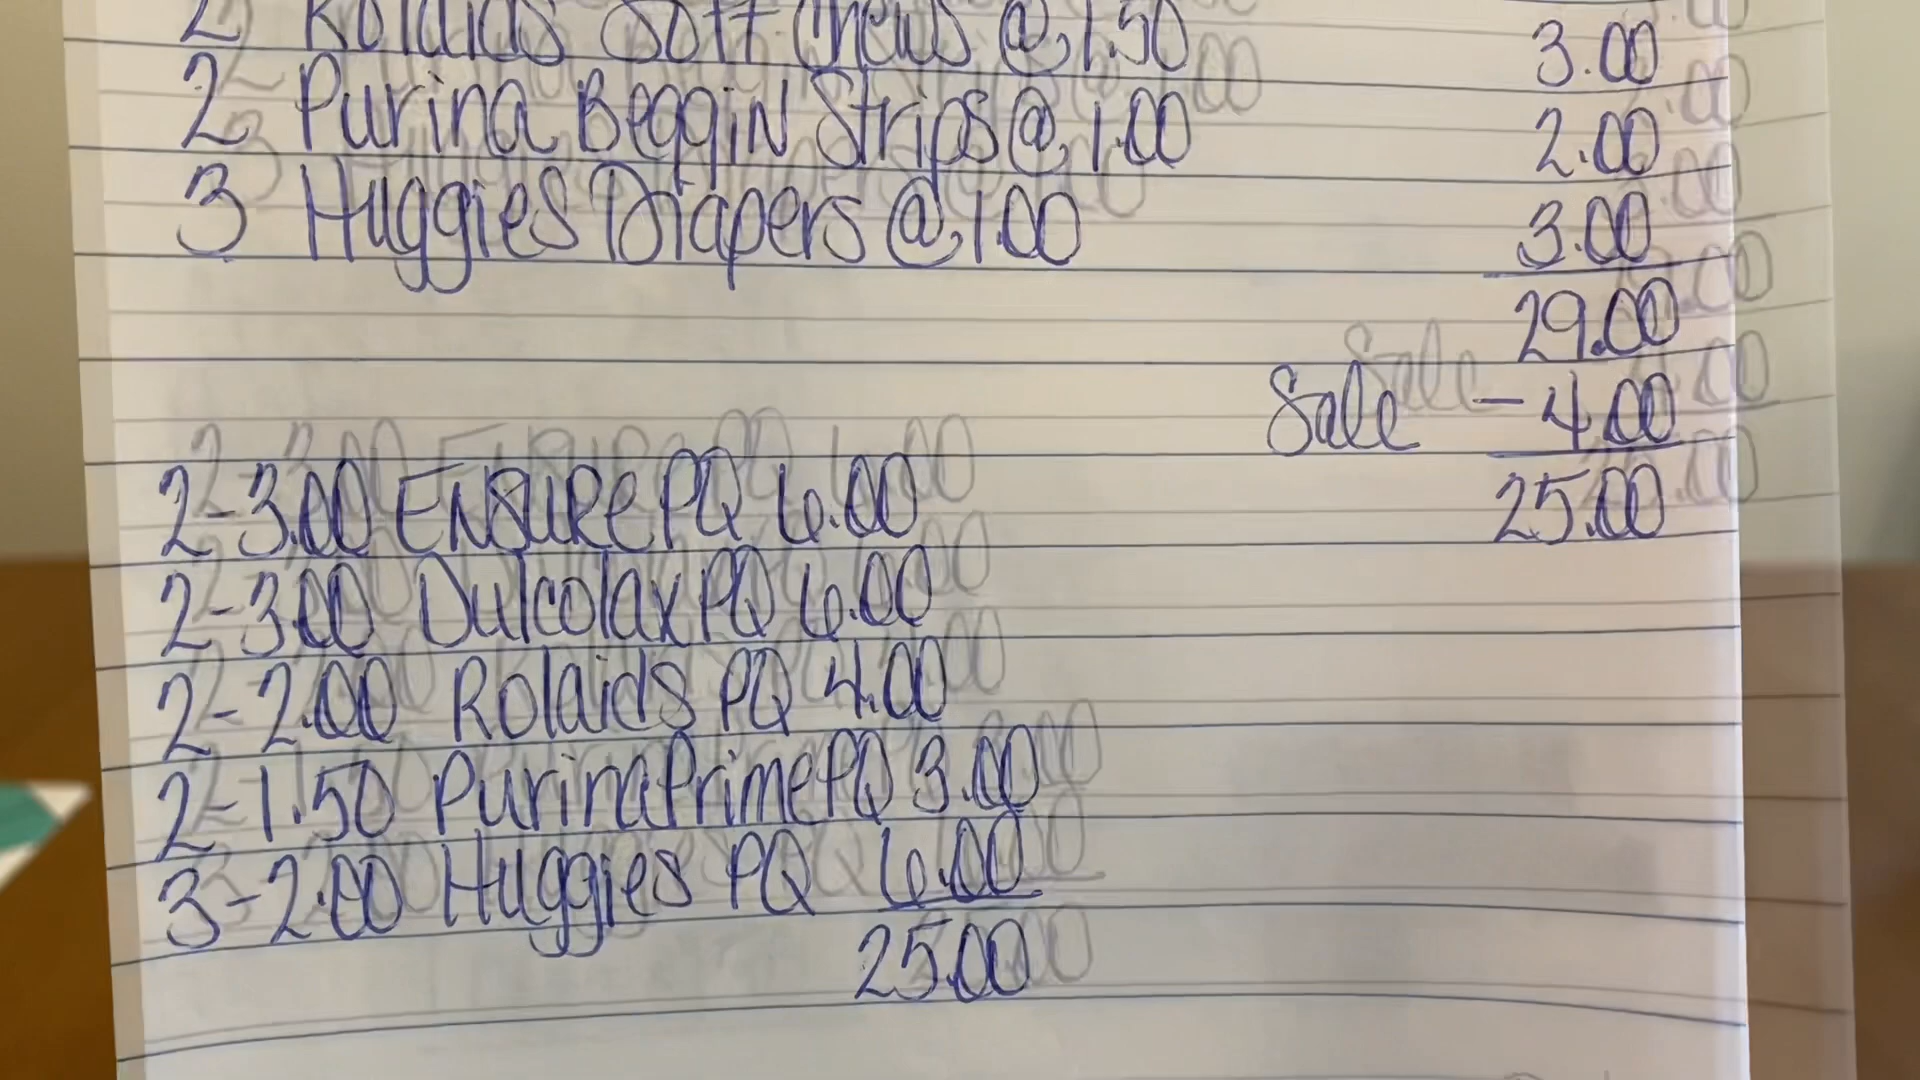 2 Rolaids Soft Chews @ 1.50 3.00
2 Purina Beggin Strips @ 1.00 2.00
3 Huggies Diapers @ 1.00 3.00
29.00
Sale - 4.00
25.00
2-3.00 Ensure PQ 6.00
2-3.00 Dulcolax PQ 6.00
2-2.00 Rolaids PQ 4.00
2-1.50 Purina Prime PQ 3.00
3-2.00 Huggies PQ 6.00
25.00